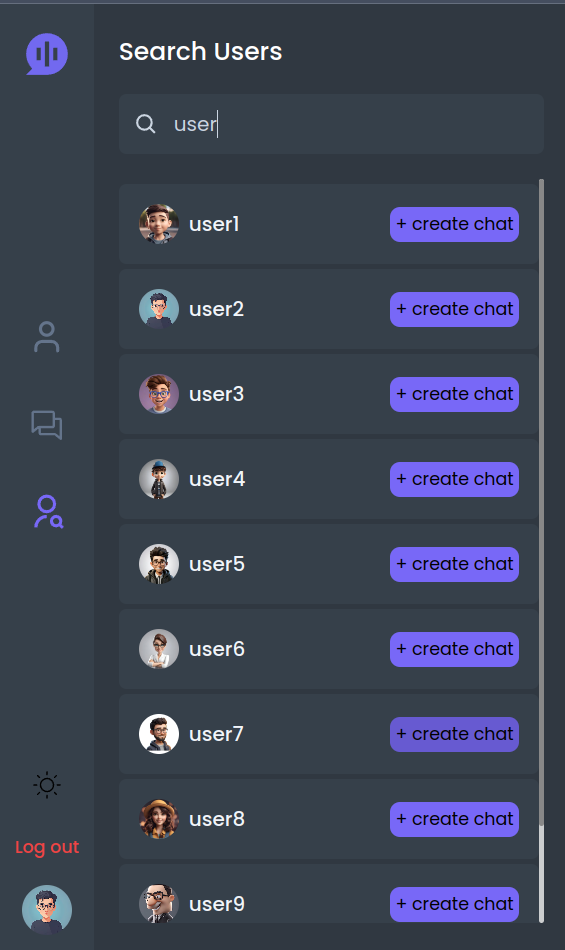 Search Users
user
user1 + create chat
user2 + create chat
user3 + create chat
user4 + create chat
user5 + create chat
user6 + create chat
user7 + create chat
user8 + create chat
user9 + create chat
Log out